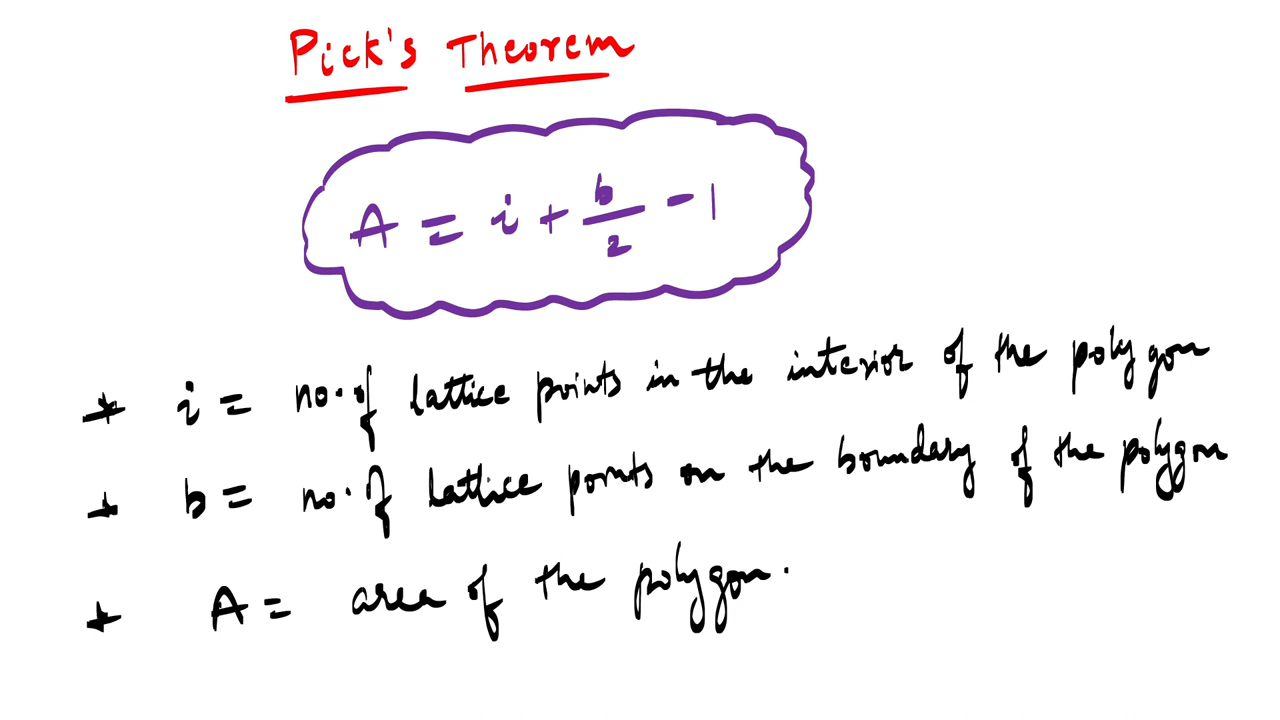 Pick's Theorem
A = i + b/2 - 1
* i = no. of lattice points in the interior of the polygon
* b = no. of lattice points on the boundary of the polygon
* A = area of the polygon.